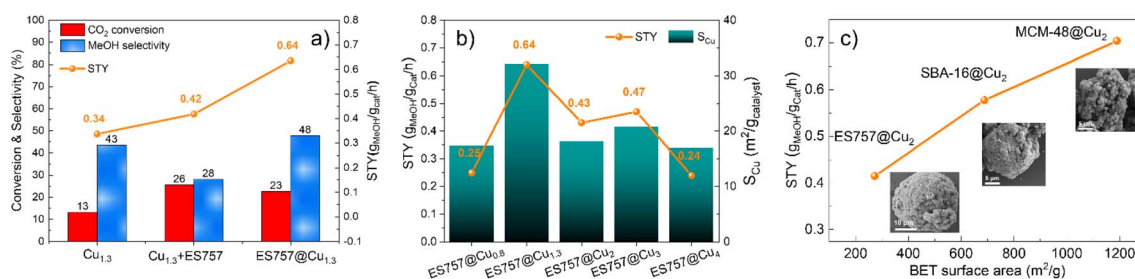 a)
CO₂ conversion
MeOH selectivity
STY
Conversion & Selectivity (%)
100
90
80
70
60
50
40
30
20
10
0
0.8
0.7
0.6
0.5
0.4
0.3
0.2
0.1
0.0
-0.1
STY(gMeOH/gcat/h)
0.34
0.42
0.64
13
43
26
28
23
48
Cu1.3
Cu1.3+ES757
ES757@Cu1.3
b)
STY
SCu
STY (gMeOH/gCat/h)
0.8
0.7
0.6
0.5
0.4
0.3
0.2
0.1
0.0
40
30
20
10
0
SCu (m²/gcatalyst)
0.25
0.64
0.43
0.47
0.24
ES757@Cu0.8
ES757@Cu1.3
ES757@Cu2
ES757@Cu3
ES757@Cu4
c)
STY (gMeOH/gCat/h)
0.7
0.6
0.5
0.4
0.3
MCM-48@Cu2
SBA-16@Cu2
ES757@Cu2
10 μm
5 μm
200
400
600
800
1000
1200
BET surface area (m²/g)